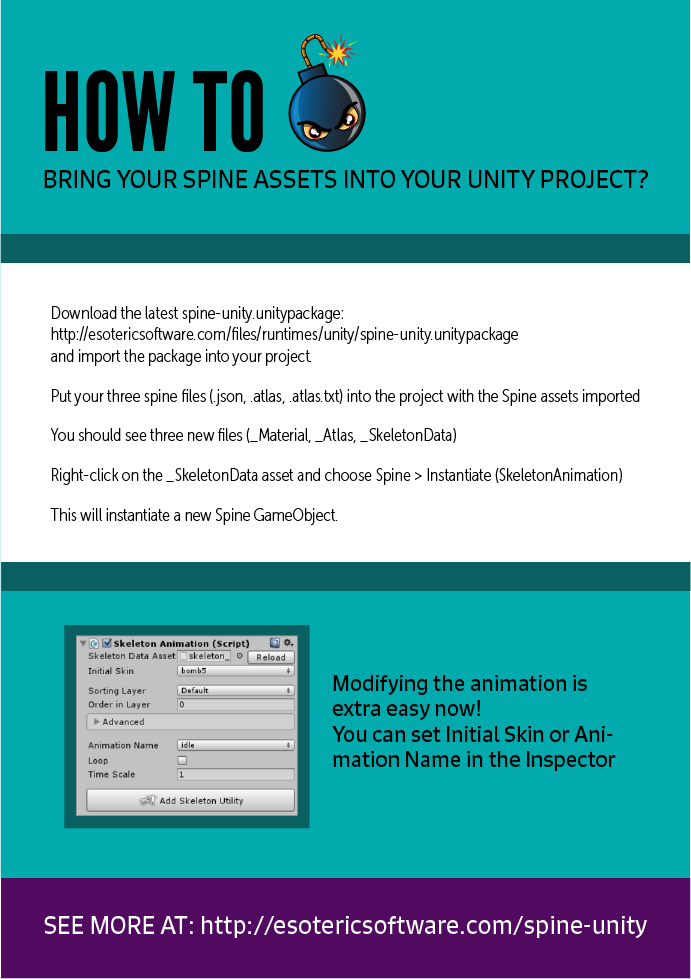 HOW TO
BRING YOUR SPINE ASSETS INTO YOUR UNITY PROJECT?
Download the latest spine-unity.unitypackage:
http://esotericsoftware.com/files/runtimes/unity/spine-unity.unitypackage
and import the package into your project.
Put your three spine files (.json, .atlas, .atlas.txt) into the project with the Spine assets imported
You should see three new files (_Material, _Atlas, _SkeletonData)
Right-click on the _SkeletonData asset and choose Spine > Instantiate (SkeletonAnimation)
This will instantiate a new Spine GameObject.
Skeleton Animation (Script)
Skeleton Data Asset skeleton_ Reload
Initial Skin bomb5
Sorting Layer Default
Order in Layer 0
Advanced
Animation Name idle
Loop
Time Scale 1
Add Skeleton Utility
Modifying the animation is
extra easy now!
You can set Initial Skin or Ani-
mation Name in the Inspector
SEE MORE AT: http://esotericsoftware.com/spine-unity